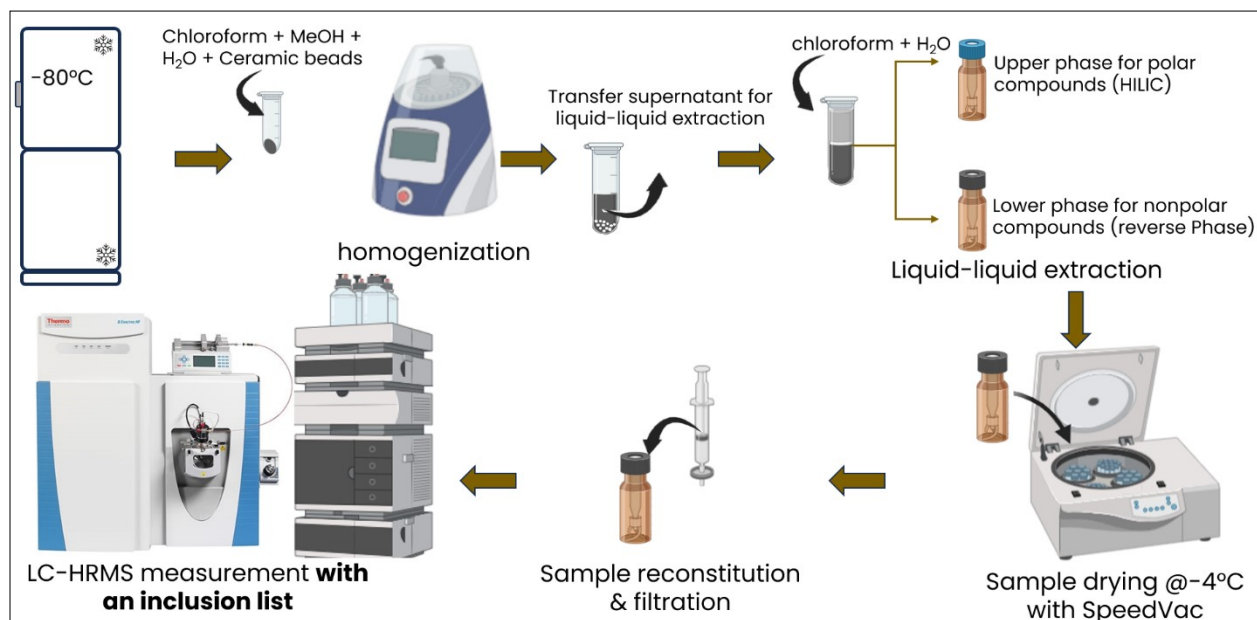 -80°C
Chloroform + MeOH +
H₂O + Ceramic beads
homogenization
Transfer supernatant for
liquid-liquid extraction
chloroform + H₂O
Upper phase for polar
compounds (HILIC)
Lower phase for nonpolar
compounds (reverse Phase)
Liquid-liquid extraction
Sample drying @-4°C
with SpeedVac
Sample reconstitution
& filtration
Thermo
LC-HRMS measurement with
an inclusion list